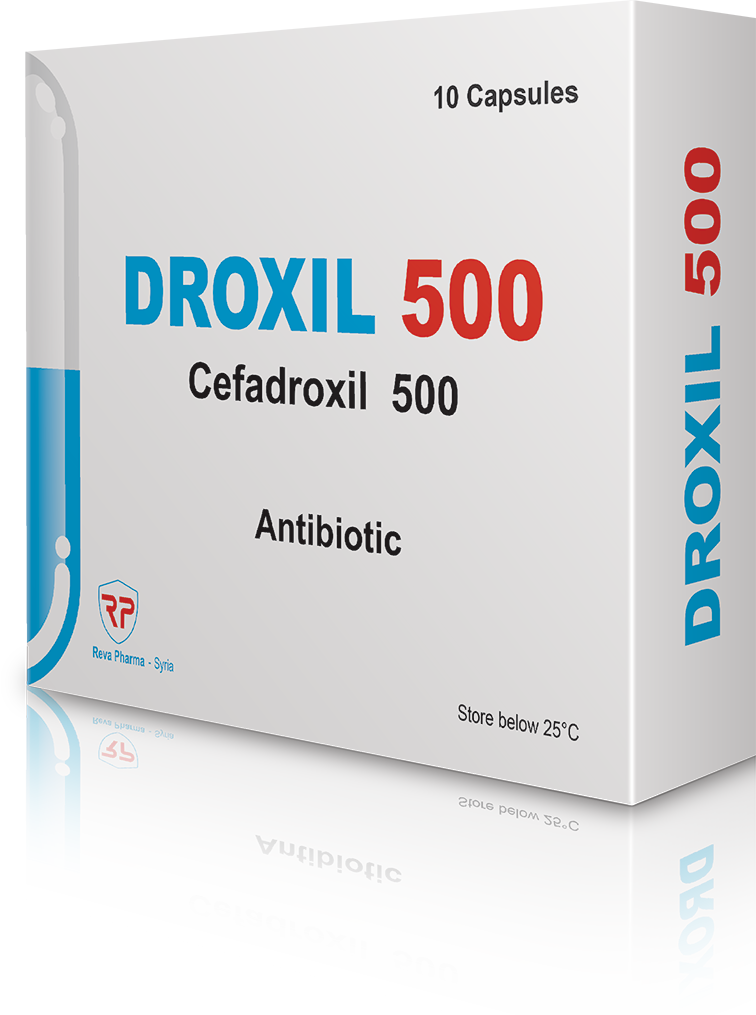 10 Capsules
DROXIL 500
Cefadroxil 500
Antibiotic
RP
Reva Pharma - Syria
Store below 25°C
DROXIL 500